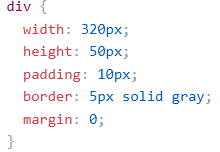 div {
  width: 320px;
  height: 50px;
  padding: 10px;
  border: 5px solid gray;
  margin: 0;
}